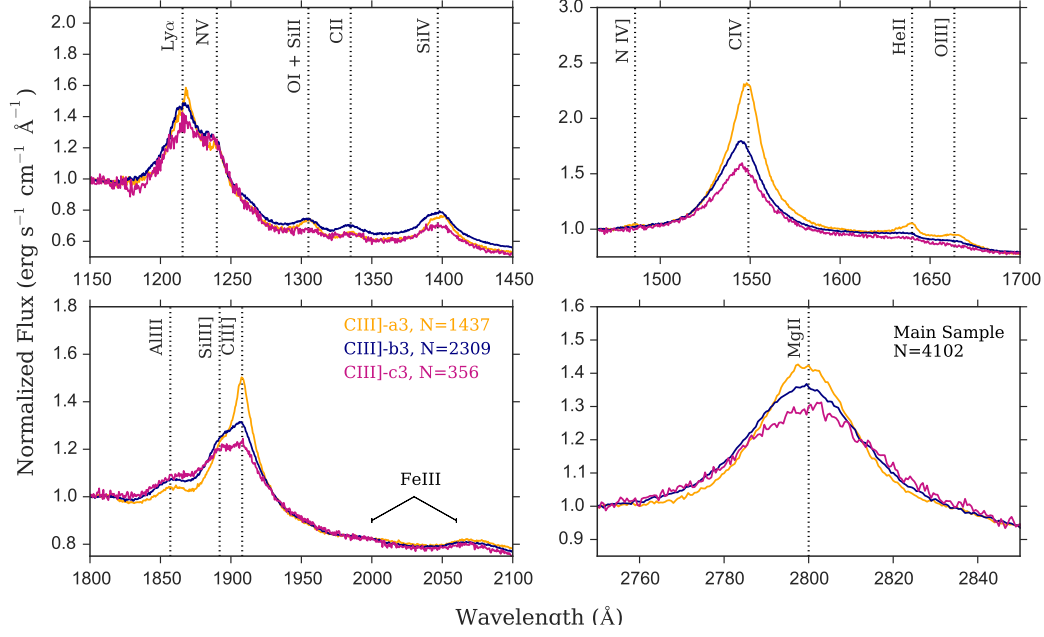 Normalized Flux (erg s⁻¹ cm⁻¹ Å⁻¹)
2.0
1.8
1.6
1.4
1.2
1.0
0.8
0.6
Lyα
NV
OI + SiII
CII
SiIV
1150 1200 1250 1300 1350 1400 1450
3.0
2.5
2.0
1.5
1.0
N IV]
CIV
HeII
OIII]
1500 1550 1600 1650 1700
1.8
1.6
1.4
1.2
1.0
0.8
AlIII
SiIII]
CIII]
CIII]-a3, N=1437
CIII]-b3, N=2309
CIII]-c3, N=356
FeIII
1800 1850 1900 1950 2000 2050 2100
1.6
1.5
1.4
1.3
1.2
1.1
1.0
0.9
MgII
Main Sample
N=4102
2760 2780 2800 2820 2840
Wavelength (Å)